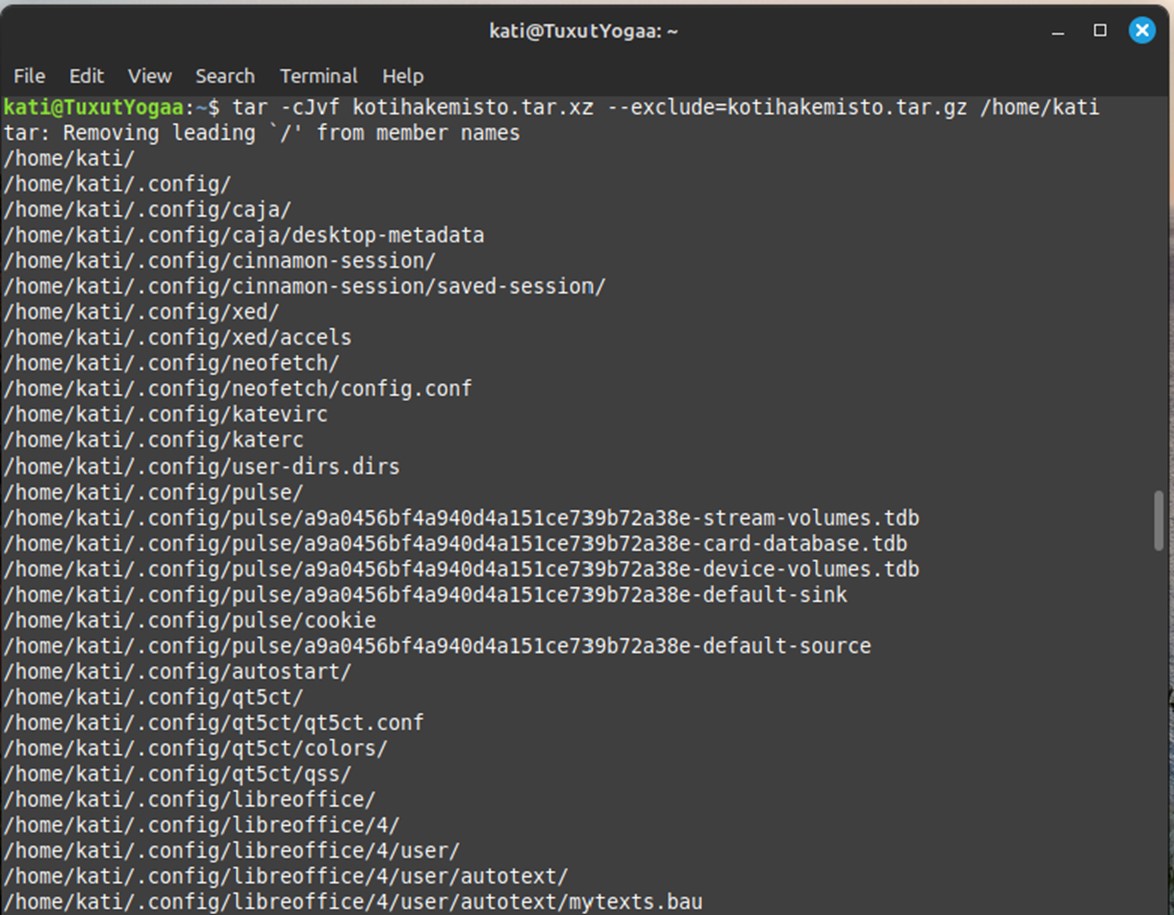 kati@TuxutYogaa: ~
File Edit View Search Terminal Help
kati@TuxutYogaa:~$ tar -cJvf kotihakemisto.tar.xz --exclude=kotihakemisto.tar.gz /home/kati
tar: Removing leading `/' from member names
/home/kati/
/home/kati/.config/
/home/kati/.config/caja/
/home/kati/.config/caja/desktop-metadata
/home/kati/.config/cinnamon-session/
/home/kati/.config/cinnamon-session/saved-session/
/home/kati/.config/xed/
/home/kati/.config/xed/accels
/home/kati/.config/neofetch/
/home/kati/.config/neofetch/config.conf
/home/kati/.config/katevirc
/home/kati/.config/katerc
/home/kati/.config/user-dirs.dirs
/home/kati/.config/pulse/
/home/kati/.config/pulse/a9a0456bf4a940d4a151ce739b72a38e-stream-volumes.tdb
/home/kati/.config/pulse/a9a0456bf4a940d4a151ce739b72a38e-card-database.tdb
/home/kati/.config/pulse/a9a0456bf4a940d4a151ce739b72a38e-device-volumes.tdb
/home/kati/.config/pulse/a9a0456bf4a940d4a151ce739b72a38e-default-sink
/home/kati/.config/pulse/cookie
/home/kati/.config/pulse/a9a0456bf4a940d4a151ce739b72a38e-default-source
/home/kati/.config/autostart/
/home/kati/.config/qt5ct/
/home/kati/.config/qt5ct/qt5ct.conf
/home/kati/.config/qt5ct/colors/
/home/kati/.config/qt5ct/qss/
/home/kati/.config/libreoffice/
/home/kati/.config/libreoffice/4/
/home/kati/.config/libreoffice/4/user/
/home/kati/.config/libreoffice/4/user/autotext/
/home/kati/.config/libreoffice/4/user/autotext/mytexts.bau